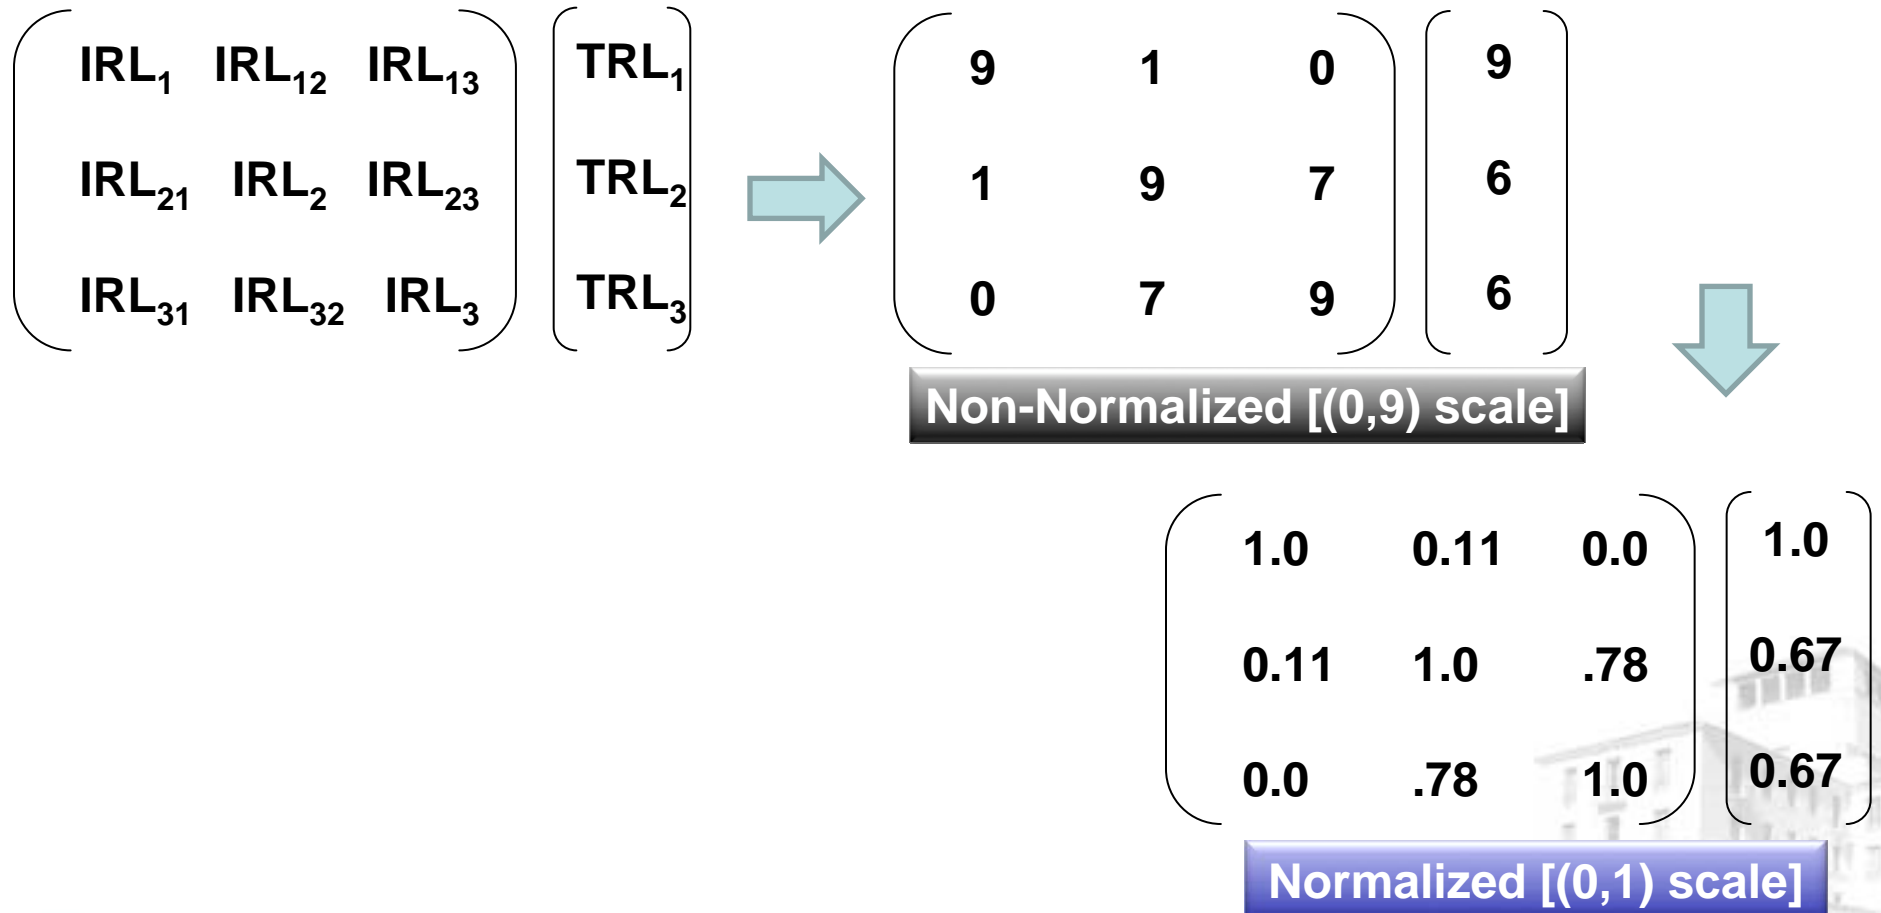 IRL₁ IRL₁₂ IRL₁₃ TRL₁
IRL₂₁ IRL₂ IRL₂₃ TRL₂
IRL₃₁ IRL₃₂ IRL₃ TRL₃
9 1 0 9
1 9 7 6
0 7 9 6
Non-Normalized [(0,9) scale]
1.0 0.11 0.0 1.0
0.11 1.0 .78 0.67
0.0 .78 1.0 0.67
Normalized [(0,1) scale]